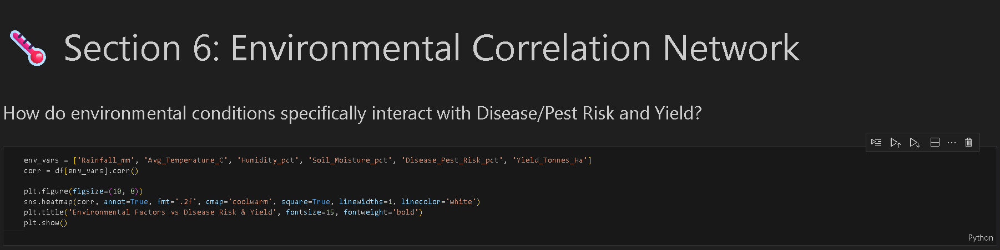 Section 6: Environmental Correlation Network
How do environmental conditions specifically interact with Disease/Pest Risk and Yield?
env_vars = ['Rainfall_mm', 'Avg_Temperature_C', 'Humidity_pct', 'Soil_Moisture_pct', 'Disease_Pest_Risk_pct', 'Yield_Tonnes_Ha']
corr = df[env_vars].corr()
plt.figure(figsize=(10, 8))
sns.heatmap(corr, annot=True, fmt='.2f', cmap='coolwarm', square=True, linewidths=1, linecolor='white')
plt.title('Environmental Factors vs Disease Risk & Yield', fontsize=15, fontweight='bold')
plt.show()
Python